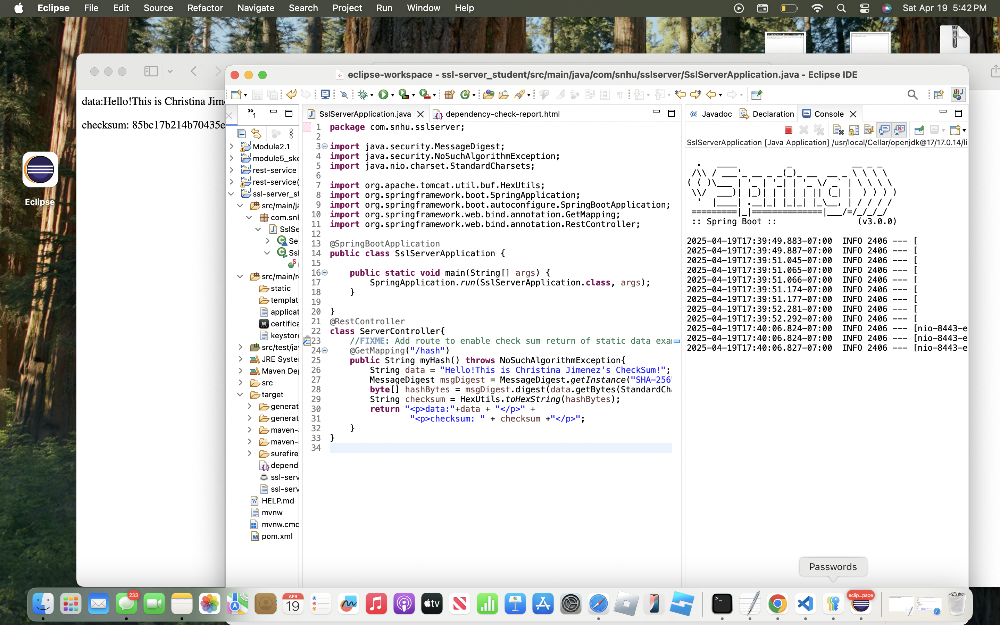 Eclipse File Edit Source Refactor Navigate Search Project Run Window Help Sat Apr 19 5:42 PM
Eclipse
data:Hello!This is Christina Jime
checksum: 85bc17b214b70435e
eclipse-workspace - ssl-server_student/src/main/java/com/snhu/sslserver/SslServerApplication.java - Eclipse IDE
»1
Module2.1
module5_ske
rest-service
rest-service(
ssl-server_st
src/main/ja
com.snl
SslSe
Se
Ssl
src/main/re
static
templat
applicat
certifica
keystor
src/test/jav
JRE Syste
Maven De
src
target
generat
generat
maven-
maven-
surefire
depend
ssl-serv
ssl-serv
HELP.md
mvnw
mvnw.cmd
pom.xml
SslServerApplication.java dependency-check-report.html
1 package com.snhu.sslserver;
2
3 import java.security.MessageDigest;
4 import java.security.NoSuchAlgorithmException;
5 import java.nio.charset.StandardCharsets;
6
7 import org.apache.tomcat.util.buf.HexUtils;
8 import org.springframework.boot.SpringApplication;
9 import org.springframework.boot.autoconfigure.SpringBootApplication;
10 import org.springframework.web.bind.annotation.GetMapping;
11 import org.springframework.web.bind.annotation.RestController;
12
13 @SpringBootApplication
14 public class SslServerApplication {
15
16 public static void main(String[] args) {
17 SpringApplication.run(SslServerApplication.class, args);
18 }
19
20 }
21 @RestController
22 class ServerController{
23 //FIXME: Add route to enable check sum return of static data exa
24 @GetMapping("/hash")
25 public String myHash() throws NoSuchAlgorithmException{
26 String data = "Hello!This is Christina Jimenez's CheckSum!";
27 MessageDigest msgDigest = MessageDigest.getInstance("SHA-256"
28 byte[] hashBytes = msgDigest.digest(data.getBytes(StandardCha
29 String checksum = HexUtils.toHexString(hashBytes);
30 return "<p>data:"+data + "</p>" +
31 "<p>checksum: " + checksum +"</p>";
32 }
33 }
34
@ Javadoc Declaration Console
SslServerApplication [Java Application] /usr/local/Cellar/openjdk@17/17.0.14/li
Spring
:: Spring Boot :: (v3.0.0)
2025-04-19T17:39:49.883-07:00 INFO 2406 --- [
2025-04-19T17:39:49.887-07:00 INFO 2406 --- [
2025-04-19T17:39:51.045-07:00 INFO 2406 --- [
2025-04-19T17:39:51.065-07:00 INFO 2406 --- [
2025-04-19T17:39:51.066-07:00 INFO 2406 --- [
2025-04-19T17:39:51.174-07:00 INFO 2406 --- [
2025-04-19T17:39:51.177-07:00 INFO 2406 --- [
2025-04-19T17:39:52.281-07:00 INFO 2406 --- [
2025-04-19T17:39:52.292-07:00 INFO 2406 --- [
2025-04-19T17:40:06.824-07:00 INFO 2406 --- [nio-8443-e
2025-04-19T17:40:06.824-07:00 INFO 2406 --- [nio-8443-e
2025-04-19T17:40:06.827-07:00 INFO 2406 --- [nio-8443-e
Passwords
233
APR
19
tv
eclip...pace